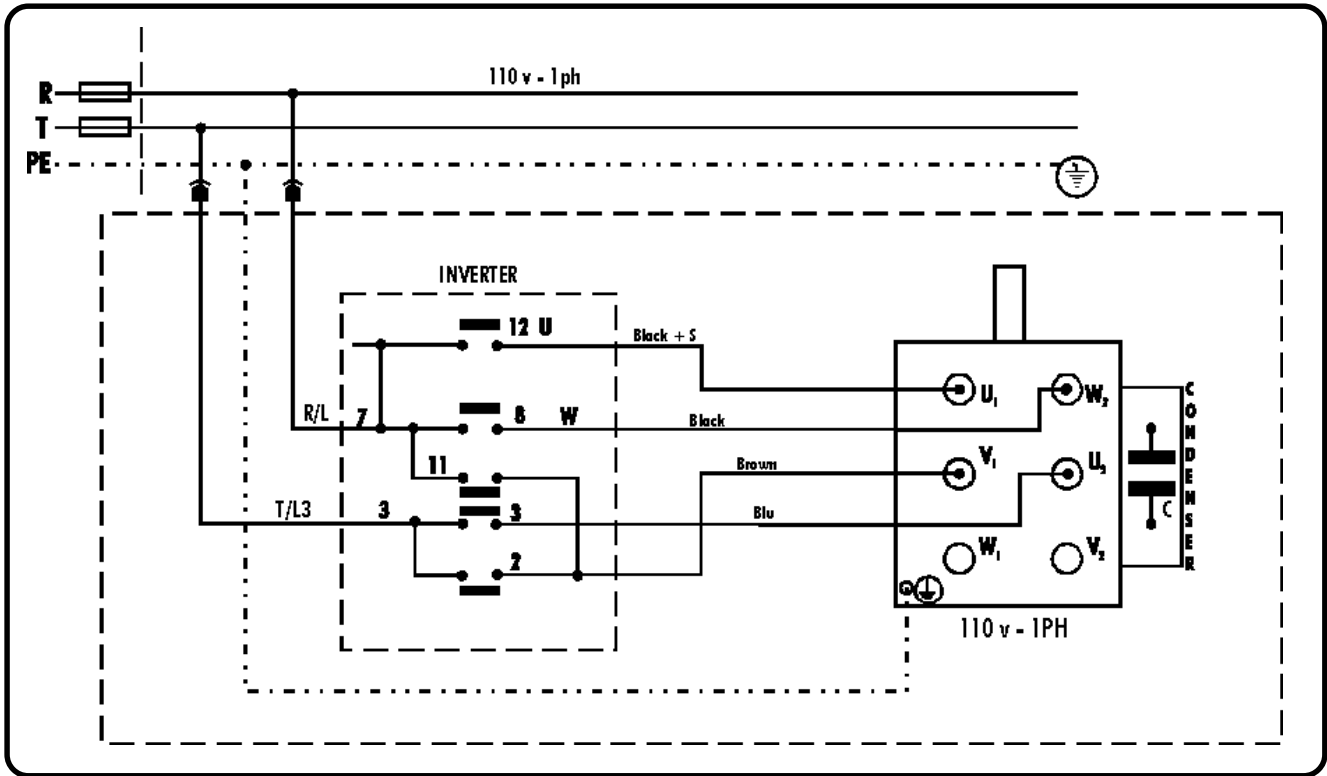 110 v - 1ph
R
T
PE
INVERTER
12 U
Black + S
R/L 7 8 W Black
11
Brown
T/L3 3 3 Blu
2
U1 W2
V1 U2
W1 V2
C
CONDENSER
110 v - 1PH